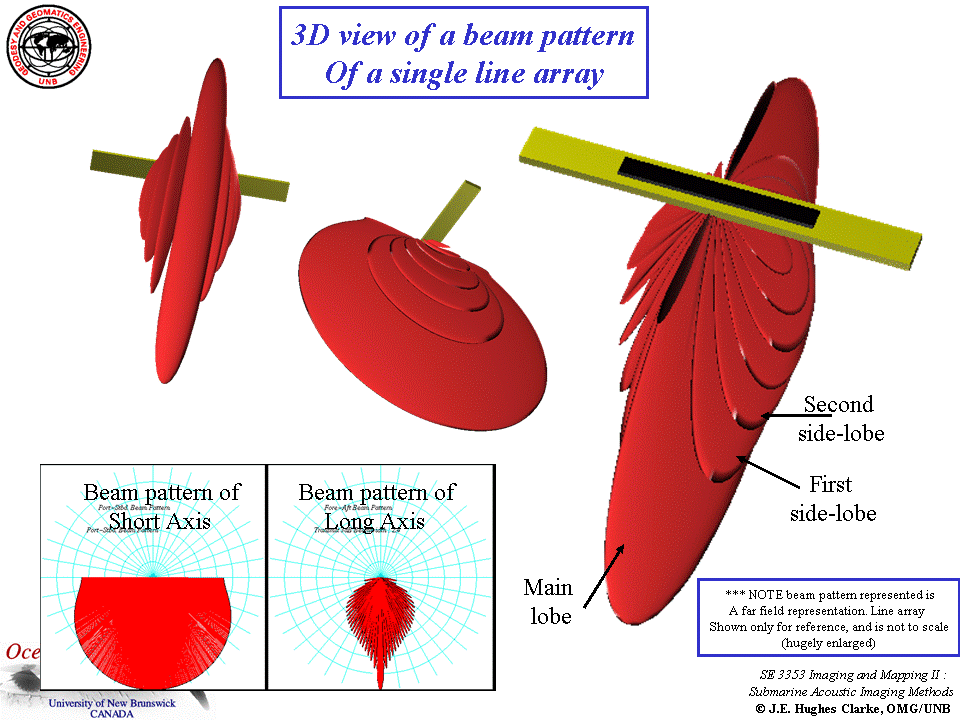 GEODESY AND GEOMATICS ENGINEERING
UNB
3D view of a beam pattern
Of a single line array
Second
side-lobe
First
side-lobe
Main
lobe
Beam pattern of
Short Axis
Port-Stbd. Beam Pattern
Port-Stbd. Beam Pattern
Beam pattern of
Long Axis
Fore-Aft Beam Pattern
*** NOTE beam pattern represented is
A far field representation. Line array
Shown only for reference, and is not to scale
(hugely enlarged)
Oce
University of New Brunswick
CANADA
SE 3353 Imaging and Mapping II :
Submarine Acoustic Imaging Methods
© J.E. Hughes Clarke, OMG/UNB